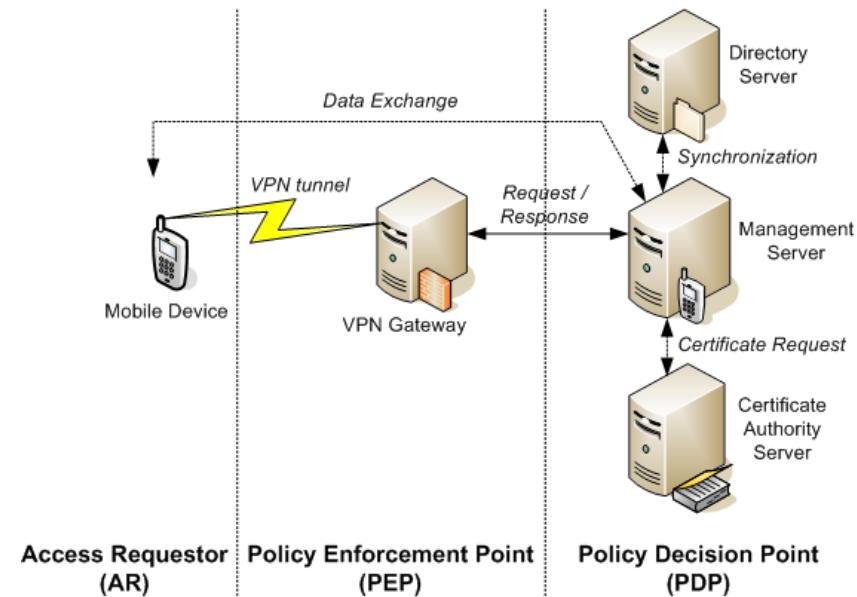 Directory
Server
Data Exchange
Synchronization
VPN tunnel
Request /
Response
Management
Server
Mobile Device
VPN Gateway
Certificate Request
Certificate
Authority
Server
Access Requestor
(AR)
Policy Enforcement Point
(PEP)
Policy Decision Point
(PDP)